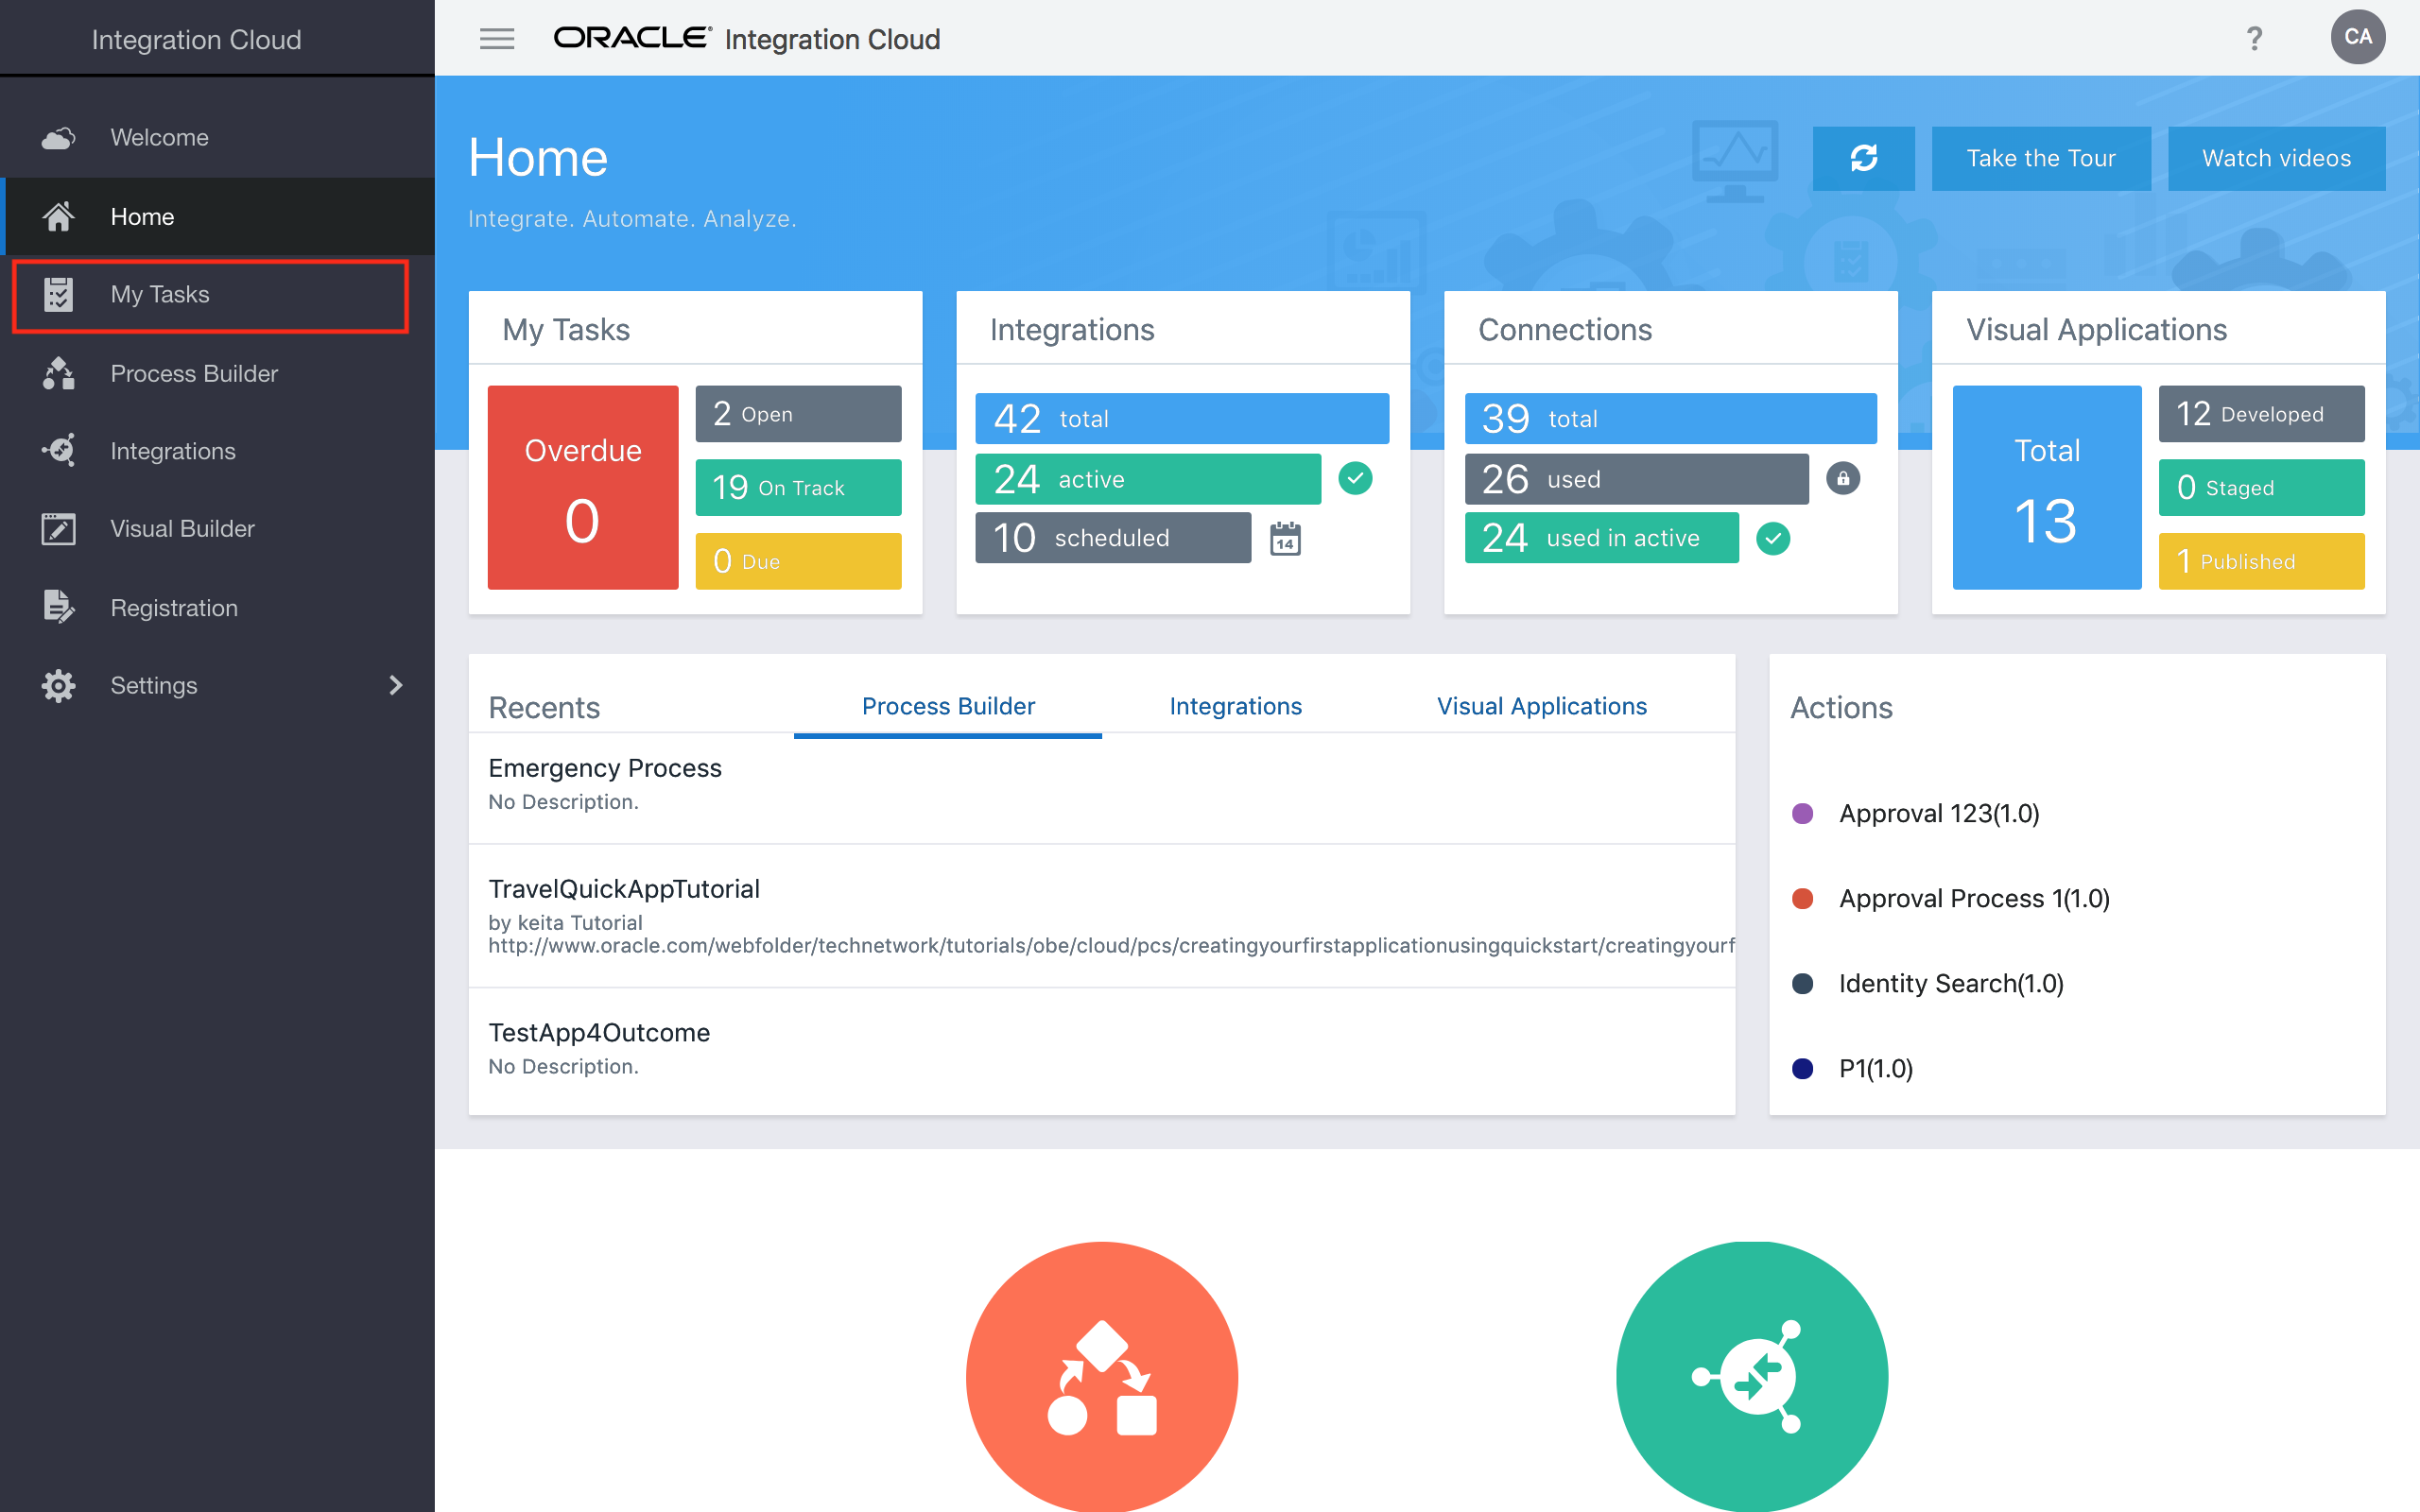 Integration Cloud
ORACLE® Integration Cloud
?
CA
Welcome
Home
My Tasks
Process Builder
Integrations
Visual Builder
Registration
Settings
Home
Integrate. Automate. Analyze.
Take the Tour
Watch videos
My Tasks
Overdue
0
2 Open
19 On Track
0 Due
Integrations
42 total
24 active
10 scheduled
14
Connections
39 total
26 used
24 used in active
Visual Applications
Total
13
12 Developed
0 Staged
1 Published
Recents
Process Builder
Integrations
Visual Applications
Emergency Process
No Description.
TravelQuickAppTutorial
by keita Tutorial
http://www.oracle.com/webfolder/technetwork/tutorials/obe/cloud/pcs/creatingyourfirstapplicationusingquickstart/creatingyourf
TestApp4Outcome
No Description.
Actions
Approval 123(1.0)
Approval Process 1(1.0)
Identity Search(1.0)
P1(1.0)